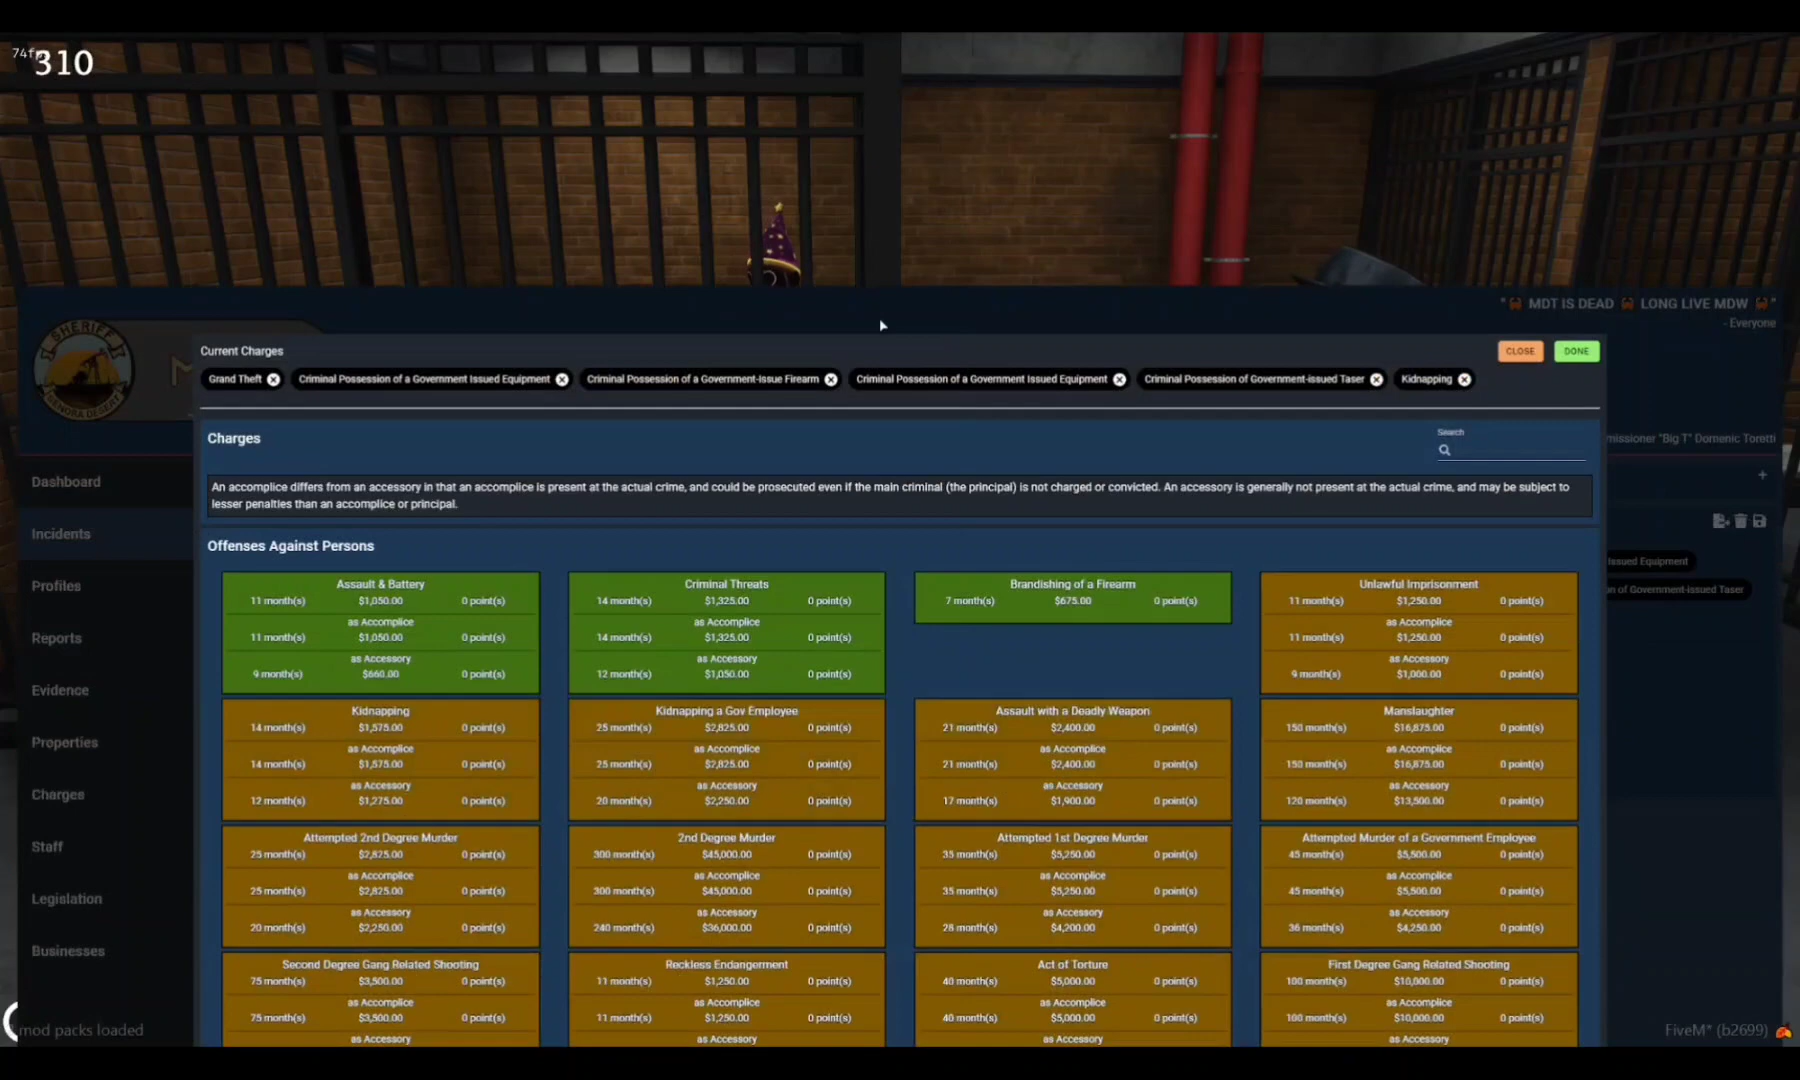 74f
310
" MDT IS DEAD LONG LIVE MDW "
- Everyone
SHERIFF
SENORA DESERT
M
Current Charges
CLOSE
DONE
Grand Theft
Criminal Possession of a Government Issued Equipment
Criminal Possession of a Government-Issue Firearm
Criminal Possession of a Government Issued Equipment
Criminal Possession of Government-issued Taser
Kidnapping
Charges
Search
missioner "Big T" Domenic Toretti
An accomplice differs from an accessory in that an accomplice is present at the actual crime, and could be prosecuted even if the main criminal (the principal) is not charged or convicted. An accessory is generally not present at the actual crime, and may be subject to
lesser penalties than an accomplice or principal.
Dashboard
Incidents
Profiles
Reports
Evidence
Properties
Charges
Staff
Legislation
Businesses
Issued Equipment
n of Government-issued Taser
Offenses Against Persons
Assault & Battery
11 month(s) $1,050.00 0 point(s)
as Accomplice
11 month(s) $1,050.00 0 point(s)
as Accessory
9 month(s) $660.00 0 point(s)
Criminal Threats
14 month(s) $1,325.00 0 point(s)
as Accomplice
14 month(s) $1,325.00 0 point(s)
as Accessory
12 month(s) $1,050.00 0 point(s)
Brandishing of a Firearm
7 month(s) $675.00 0 point(s)
Unlawful Imprisonment
11 month(s) $1,250.00 0 point(s)
as Accomplice
11 month(s) $1,250.00 0 point(s)
as Accessory
9 month(s) $1,000.00 0 point(s)
Kidnapping
14 month(s) $1,575.00 0 point(s)
as Accomplice
14 month(s) $1,575.00 0 point(s)
as Accessory
12 month(s) $1,275.00 0 point(s)
Kidnapping a Gov Employee
25 month(s) $2,825.00 0 point(s)
as Accomplice
25 month(s) $2,825.00 0 point(s)
as Accessory
20 month(s) $2,250.00 0 point(s)
Assault with a Deadly Weapon
21 month(s) $2,400.00 0 point(s)
as Accomplice
21 month(s) $2,400.00 0 point(s)
as Accessory
17 month(s) $1,900.00 0 point(s)
Manslaughter
150 month(s) $16,875.00 0 point(s)
as Accomplice
150 month(s) $16,875.00 0 point(s)
as Accessory
120 month(s) $13,500.00 0 point(s)
Attempted 2nd Degree Murder
25 month(s) $2,825.00 0 point(s)
as Accomplice
25 month(s) $2,825.00 0 point(s)
as Accessory
20 month(s) $2,250.00 0 point(s)
2nd Degree Murder
300 month(s) $45,000.00 0 point(s)
as Accomplice
300 month(s) $45,000.00 0 point(s)
as Accessory
240 month(s) $36,000.00 0 point(s)
Attempted 1st Degree Murder
35 month(s) $5,250.00 0 point(s)
as Accomplice
35 month(s) $5,250.00 0 point(s)
as Accessory
28 month(s) $4,200.00 0 point(s)
Attempted Murder of a Government Employee
45 month(s) $5,500.00 0 point(s)
as Accomplice
45 month(s) $5,500.00 0 point(s)
as Accessory
36 month(s) $4,250.00 0 point(s)
Second Degree Gang Related Shooting
75 month(s) $3,500.00 0 point(s)
as Accomplice
75 month(s) $3,500.00 0 point(s)
as Accessory
Reckless Endangerment
11 month(s) $1,250.00 0 point(s)
as Accomplice
11 month(s) $1,250.00 0 point(s)
as Accessory
Act of Torture
40 month(s) $5,000.00 0 point(s)
as Accomplice
40 month(s) $5,000.00 0 point(s)
as Accessory
First Degree Gang Related Shooting
100 month(s) $10,000.00 0 point(s)
as Accomplice
100 month(s) $10,000.00 0 point(s)
as Accessory
mod packs loaded
FiveM* (b2699)